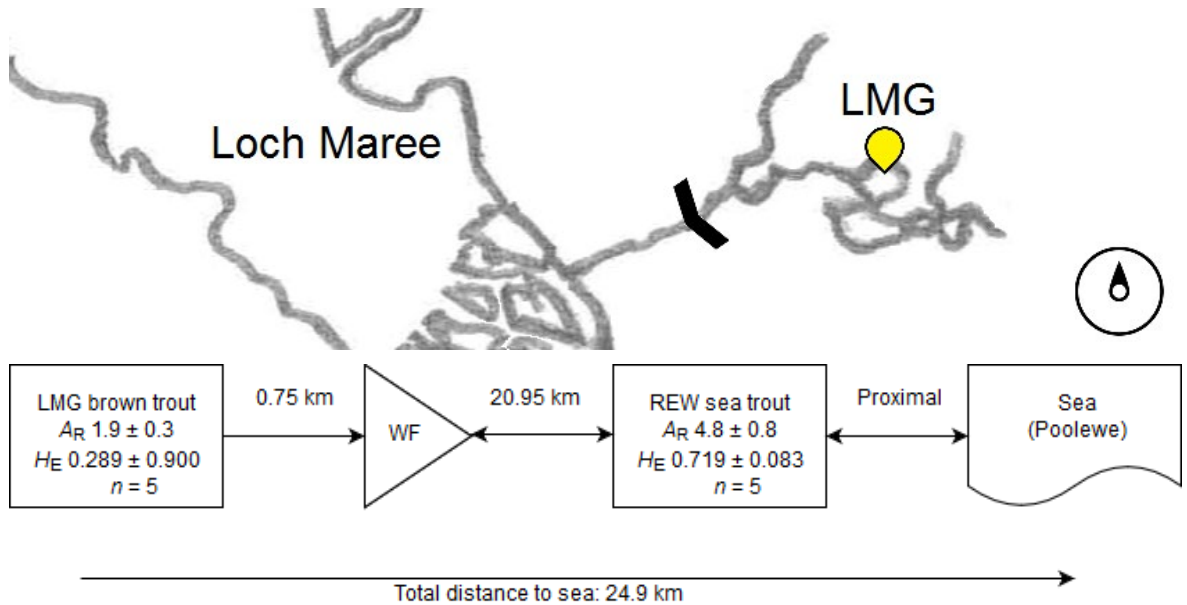 LMG
Loch Maree
LMG brown trout
AR 1.9 ± 0.3
HE 0.289 ± 0.900
n = 5
0.75 km
WF
20.95 km
REW sea trout
AR 4.8 ± 0.8
HE 0.719 ± 0.083
n = 5
Proximal
Sea
(Poolewe)
Total distance to sea: 24.9 km